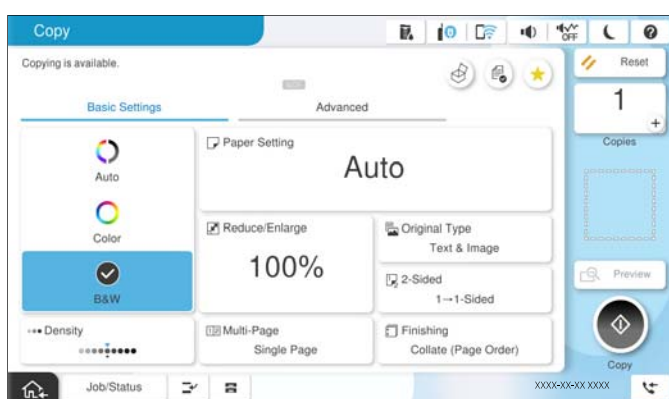 Copy
OFF
Copying is available.
Reset
Basic Settings
Advanced
1
Copies
Auto
Color
B&W
Paper Setting
Auto
Reduce/Enlarge
100%
Original Type
Text & Image
2-Sided
1→1-Sided
Preview
Density
Multi-Page
Single Page
Finishing
Collate (Page Order)
Copy
Job/Status
XXXX-XX-XX XXXX